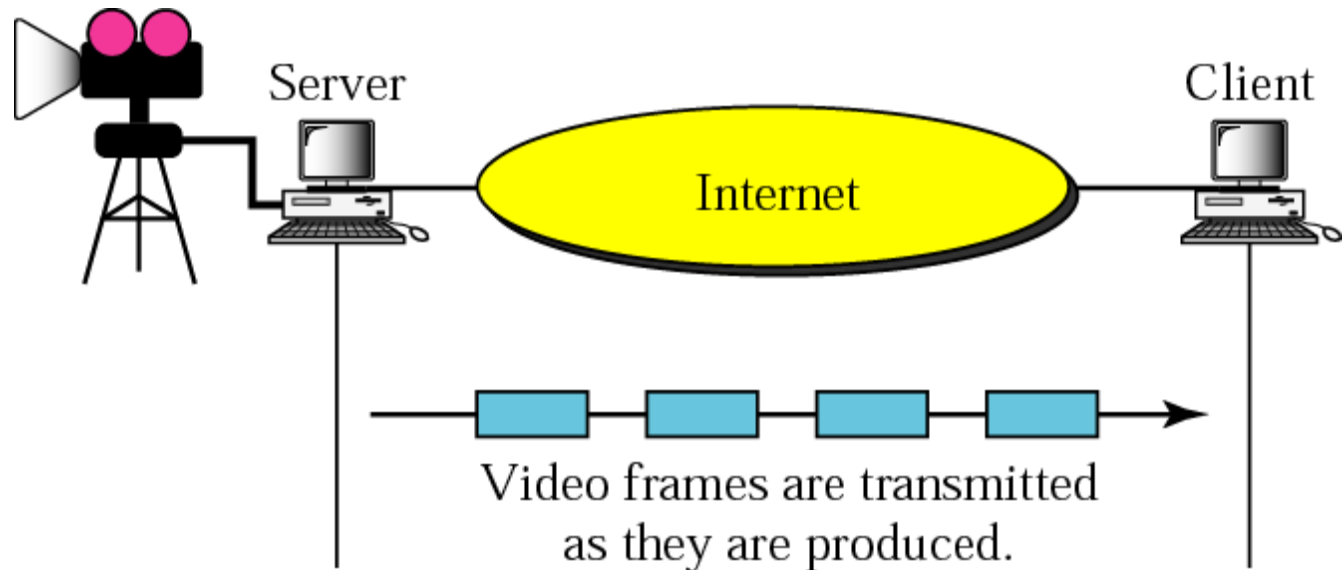 Server
Client
Internet
Video frames are transmitted
as they are produced.